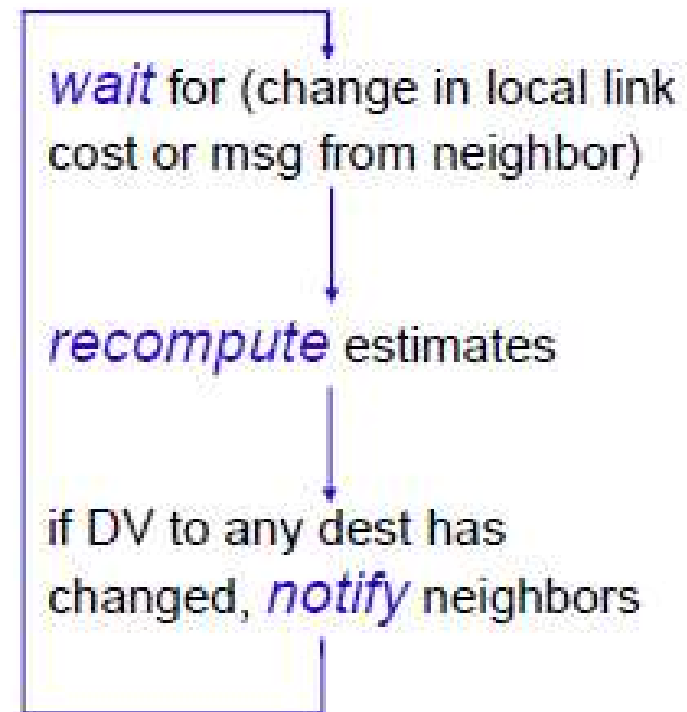 wait for (change in local link
cost or msg from neighbor)
recompute estimates
if DV to any dest has
changed, notify neighbors